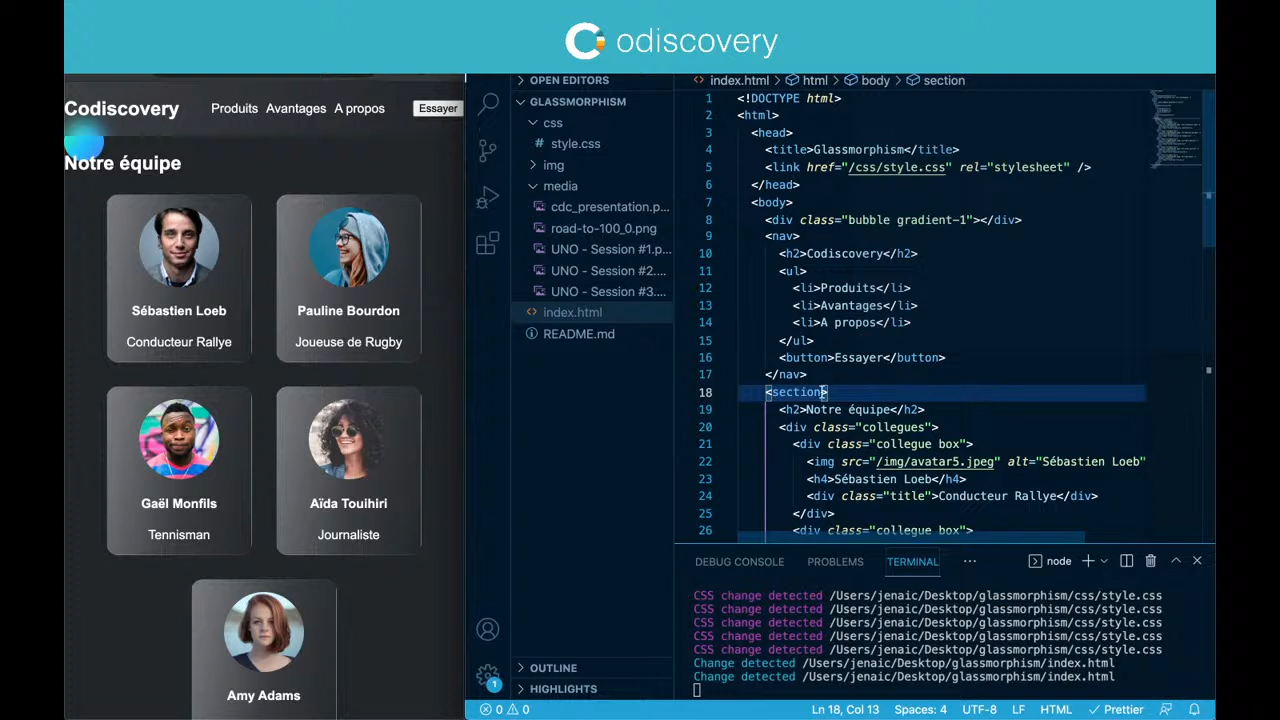 odiscovery
Codiscovery
Produits Avantages A propos
Essayer
Notre équipe
Sébastien Loeb
Conducteur Rallye
Pauline Bourdon
Joueuse de Rugby
Gaël Monfils
Tennisman
Aïda Touihiri
Journaliste
Amy Adams
OPEN EDITORS
GLASSMORPHISM
css
# style.css
img
media
cdc_presentation.p...
road-to-100_0.png
UNO - Session #1.p...
UNO - Session #2....
UNO - Session #3....
<> index.html
README.md
OUTLINE
HIGHLIGHTS
1
<> index.html > html > body > section
1 <!DOCTYPE html>
2 <html>
3 <head>
4 <title>Glassmorphism</title>
5 <link href="/css/style.css" rel="stylesheet" />
6 </head>
7 <body>
8 <div class="bubble gradient-1"></div>
9 <nav>
10 <h2>Codiscovery</h2>
11 <ul>
12 <li>Produits</li>
13 <li>Avantages</li>
14 <li>A propos</li>
15 </ul>
16 <button>Essayer</button>
17 </nav>
18 <section>
19 <h2>Notre équipe</h2>
20 <div class="collegues">
21 <div class="collegue box">
22 <img src="/img/avatar5.jpeg" alt="Sébastien Loeb"
23 <h4>Sébastien Loeb</h4>
24 <div class="title">Conducteur Rallye</div>
25 </div>
26 <div class="collegue box">
DEBUG CONSOLE PROBLEMS TERMINAL ... node
CSS change detected /Users/jenaic/Desktop/glassmorphism/css/style.css
CSS change detected /Users/jenaic/Desktop/glassmorphism/css/style.css
CSS change detected /Users/jenaic/Desktop/glassmorphism/css/style.css
CSS change detected /Users/jenaic/Desktop/glassmorphism/css/style.css
CSS change detected /Users/jenaic/Desktop/glassmorphism/css/style.css
Change detected /Users/jenaic/Desktop/glassmorphism/index.html
Change detected /Users/jenaic/Desktop/glassmorphism/index.html
0 0 Ln 18, Col 13 Spaces: 4 UTF-8 LF HTML Prettier